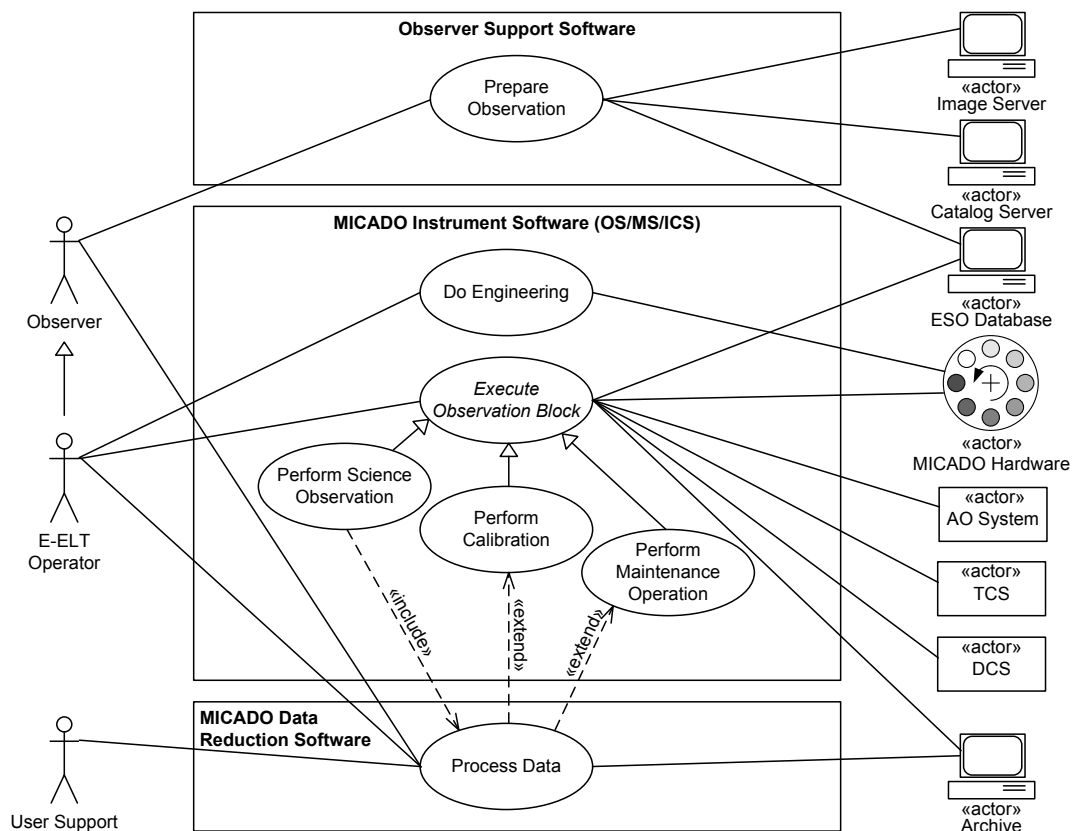 Observer Support Software
Prepare
Observation
«actor»
Image Server
«actor»
Catalog Server
MICADO Instrument Software (OS/MS/ICS)
Do Engineering
Observer
«actor»
ESO Database
Execute
Observation Block
«actor»
MICADO Hardware
Perform Science
Observation
E-ELT
Operator
Perform
Calibration
Perform
Maintenance
Operation
«actor»
AO System
«actor»
TCS
«actor»
DCS
«include»
«extend»
«extend»
MICADO Data
Reduction Software
Process Data
User Support
«actor»
Archive